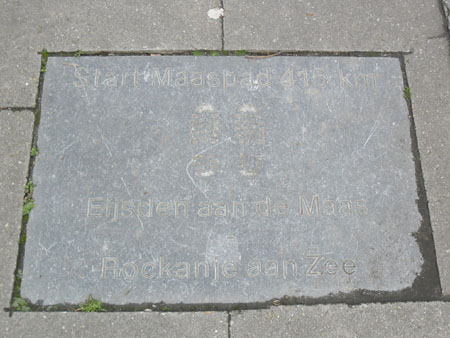 Start Maaspad 415 km
Eijsden aan de Maas
Rockanje aan Zee